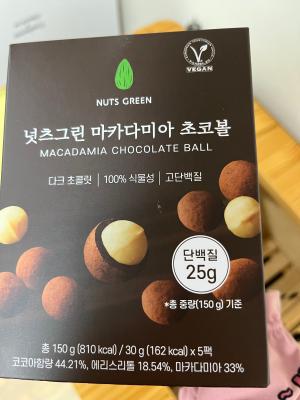 NUTS GREEN
VEGAN
넛츠그린 마카다미아 초코볼
MACADAMIA CHOCOLATE BALL
다크 초콜릿 | 100% 식물성 | 고단백질
단백질
25g
*총 중량(150 g) 기준
총 150 g (810 kcal) / 30 g (162 kcal) x 5팩
코코아함량 44.21%, 에리스리톨 18.54%, 마카다미아 33%